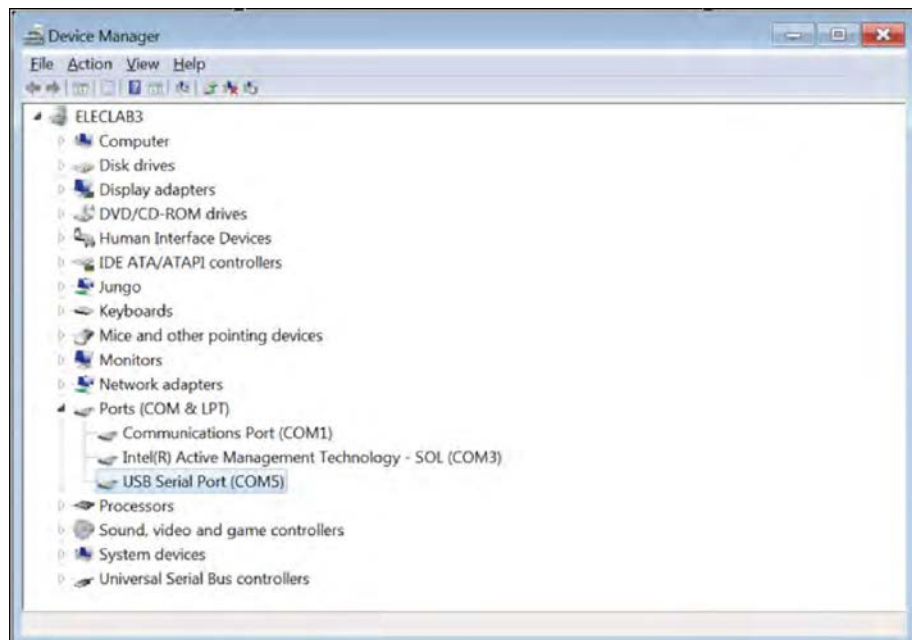 Device Manager
File Action View Help
ELECLAB3
Computer
Disk drives
Display adapters
DVD/CD-ROM drives
Human Interface Devices
IDE ATA/ATAPI controllers
Jungo
Keyboards
Mice and other pointing devices
Monitors
Network adapters
Ports (COM & LPT)
Communications Port (COM1)
Intel(R) Active Management Technology - SOL (COM3)
USB Serial Port (COM5)
Processors
Sound, video and game controllers
System devices
Universal Serial Bus controllers